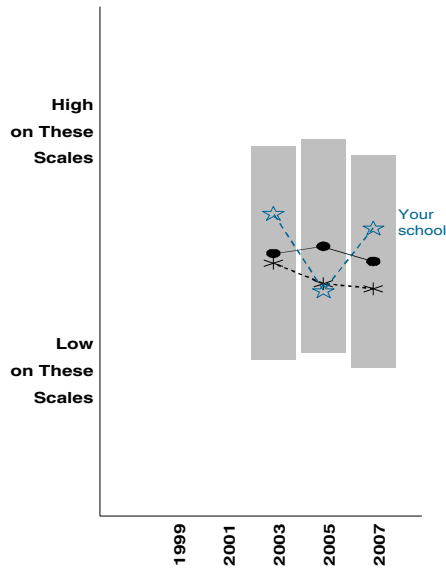 High
on These
Scales
Your
school
Low
on These
Scales
1999
2001
2003
2005
2007